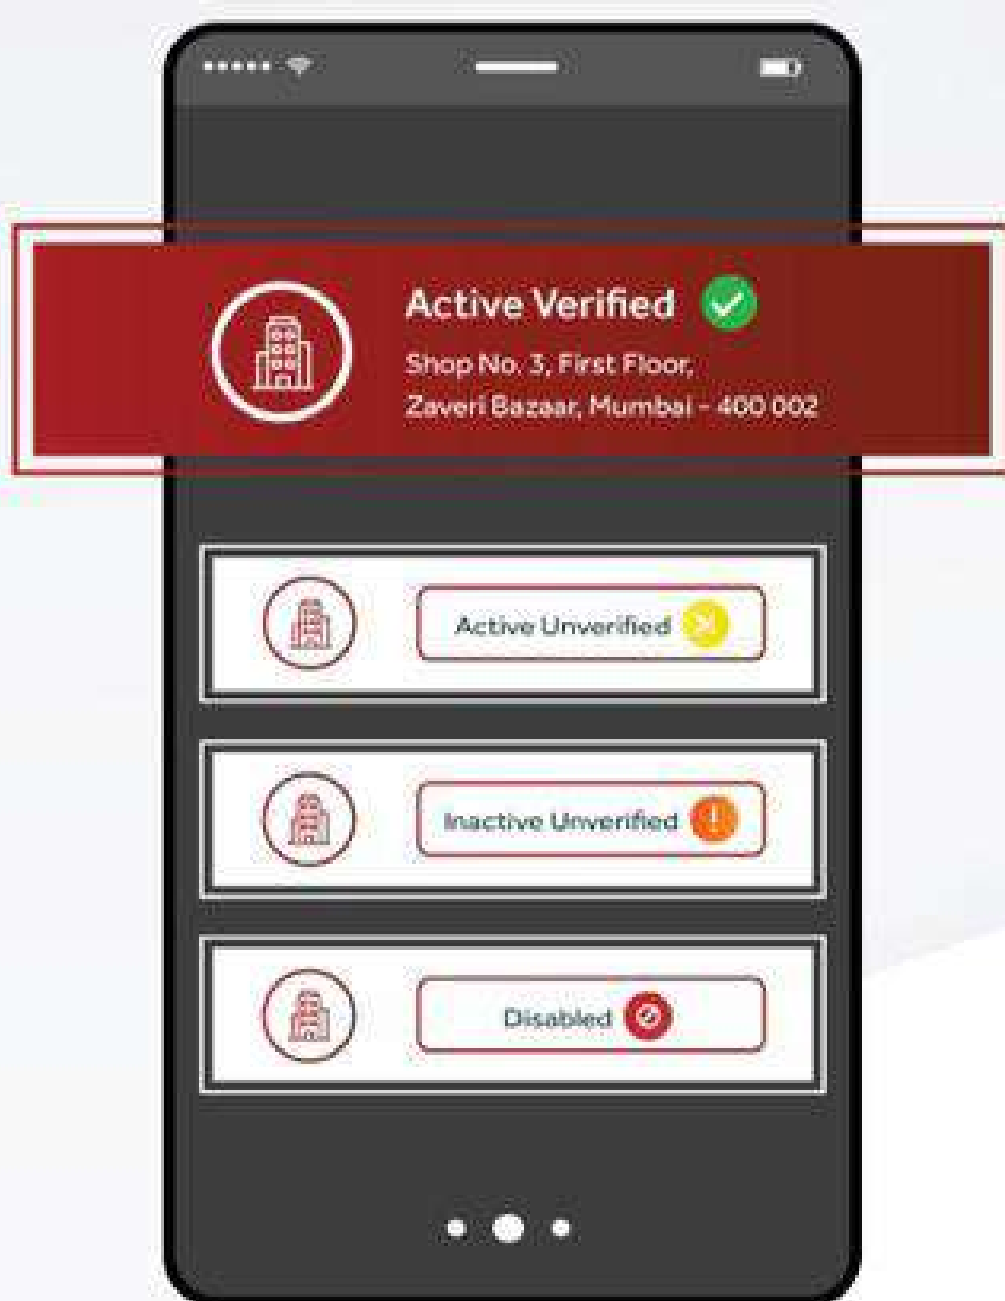 Active Verified
Shop No. 3, First Floor,
Zaveri Bazaar, Mumbai - 400 002
Active Unverified
Inactive Unverified
Disabled